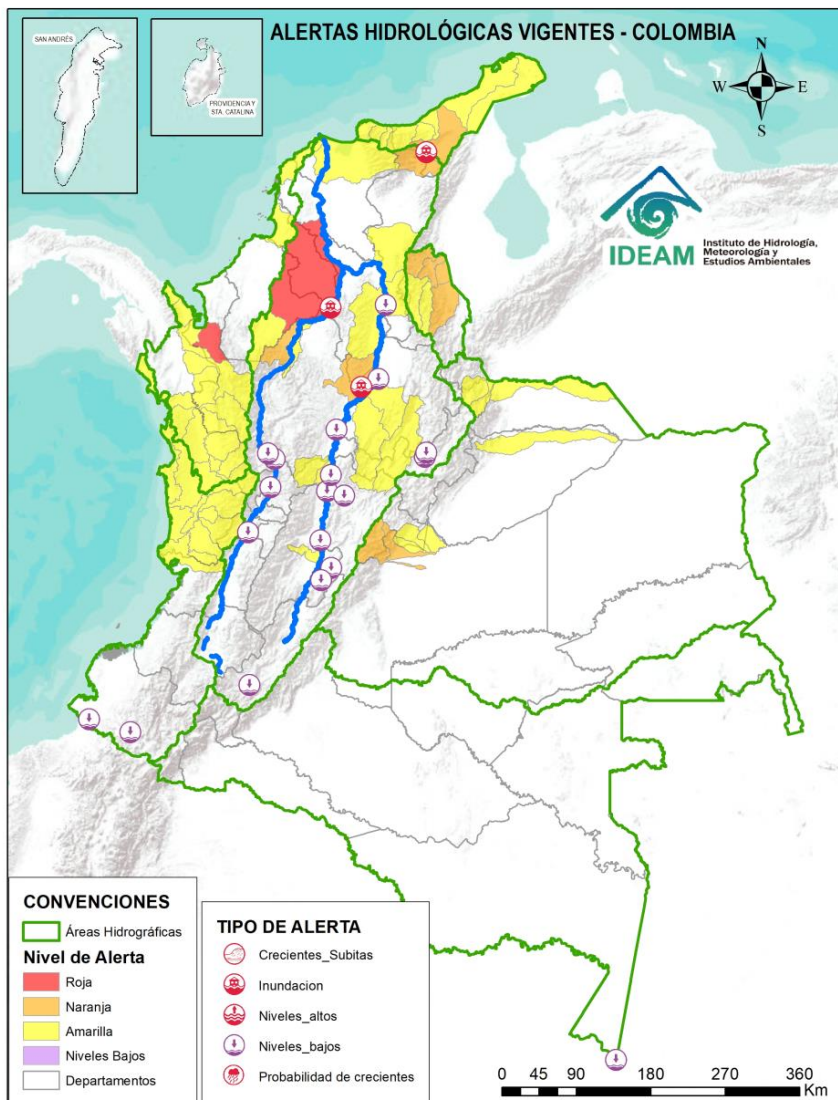 ALERTAS HIDROLÓGICAS VIGENTES - COLOMBIA
SAN ANDRÉS
PROVIDENCIA Y
STA. CATALINA
N
W
E
S
IDEAM
Instituto de Hidrología,
Meteorología y
Estudios Ambientales
CONVENCIONES
Áreas Hidrográficas
Nivel de Alerta
Roja
Naranja
Amarilla
Niveles Bajos
Departamentos
TIPO DE ALERTA
Crecientes_Subitas
Inundacion
Niveles_altos
Niveles_bajos
Probabilidad de crecientes
0 45 90 180 270 360
Km